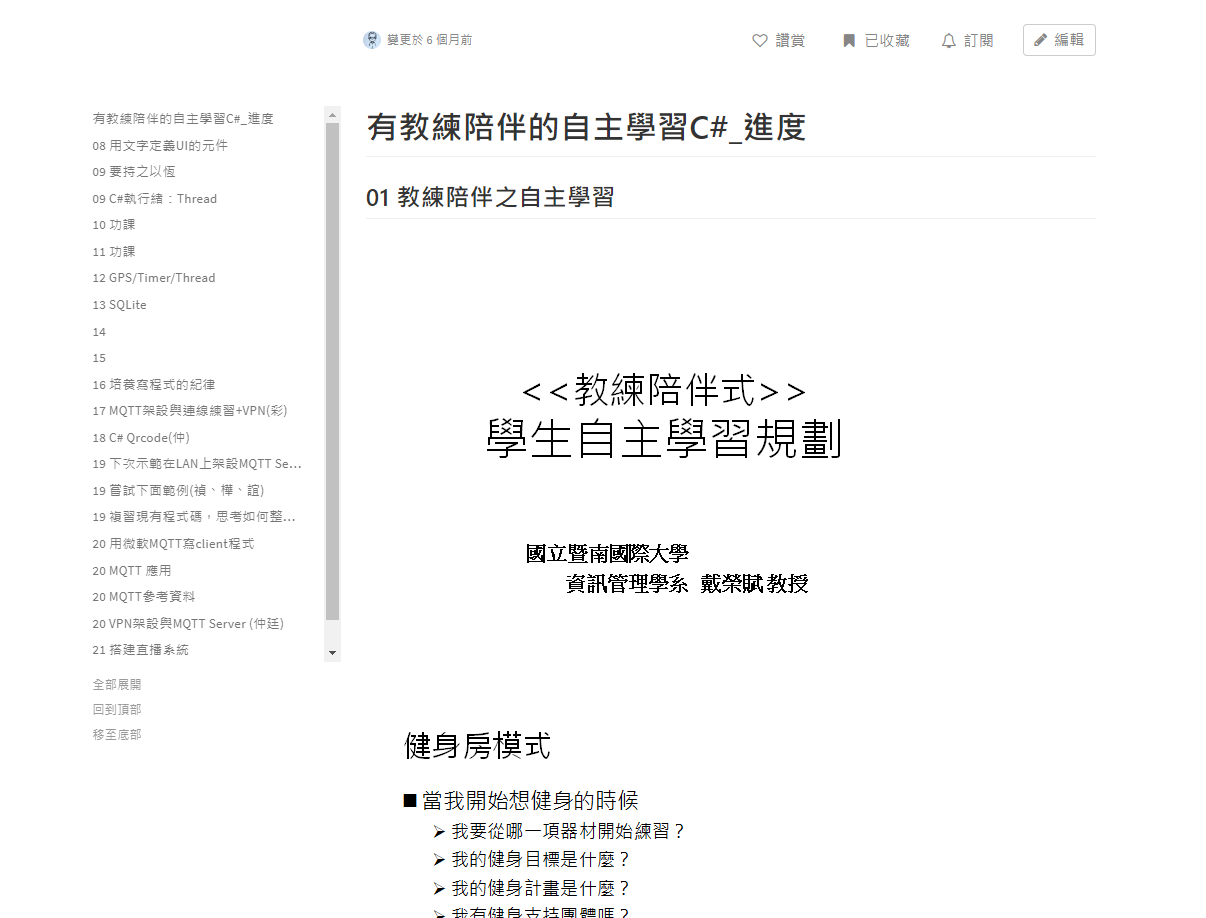 變更於 6 個月前
讚賞
已收藏
訂閱
編輯
有教練陪伴的自主學習C#_進度
08 用文字定義UI的元件
09 要持之以恆
09 C#執行緒：Thread
10 功課
11 功課
12 GPS/Timer/Thread
13 SQLite
14
15
16 培養寫程式的紀律
17 MQTT架設與連線練習+VPN(彩)
18 C# Qrcode(仲)
19 下次示範在LAN上架設MQTT Se...
19 嘗試下面範例(禎、樺、誼)
19 複習現有程式碼，思考如何整...
20 用微軟MQTT寫client程式
20 MQTT 應用
20 MQTT參考資料
20 VPN架設與MQTT Server (仲廷)
21 搭建直播系統
全部展開
回到頂部
移至底部
有教練陪伴的自主學習C#_進度
01 教練陪伴之自主學習
<<教練陪伴式>>
學生自主學習規劃
國立暨南國際大學
資訊管理學系 戴榮賦教授
健身房模式
■ 當我開始想健身的時候
➢ 我要從哪一項器材開始練習？
➢ 我的健身目標是什麼？
➢ 我的健身計畫是什麼？
➢ 我有健身支持團體嗎？